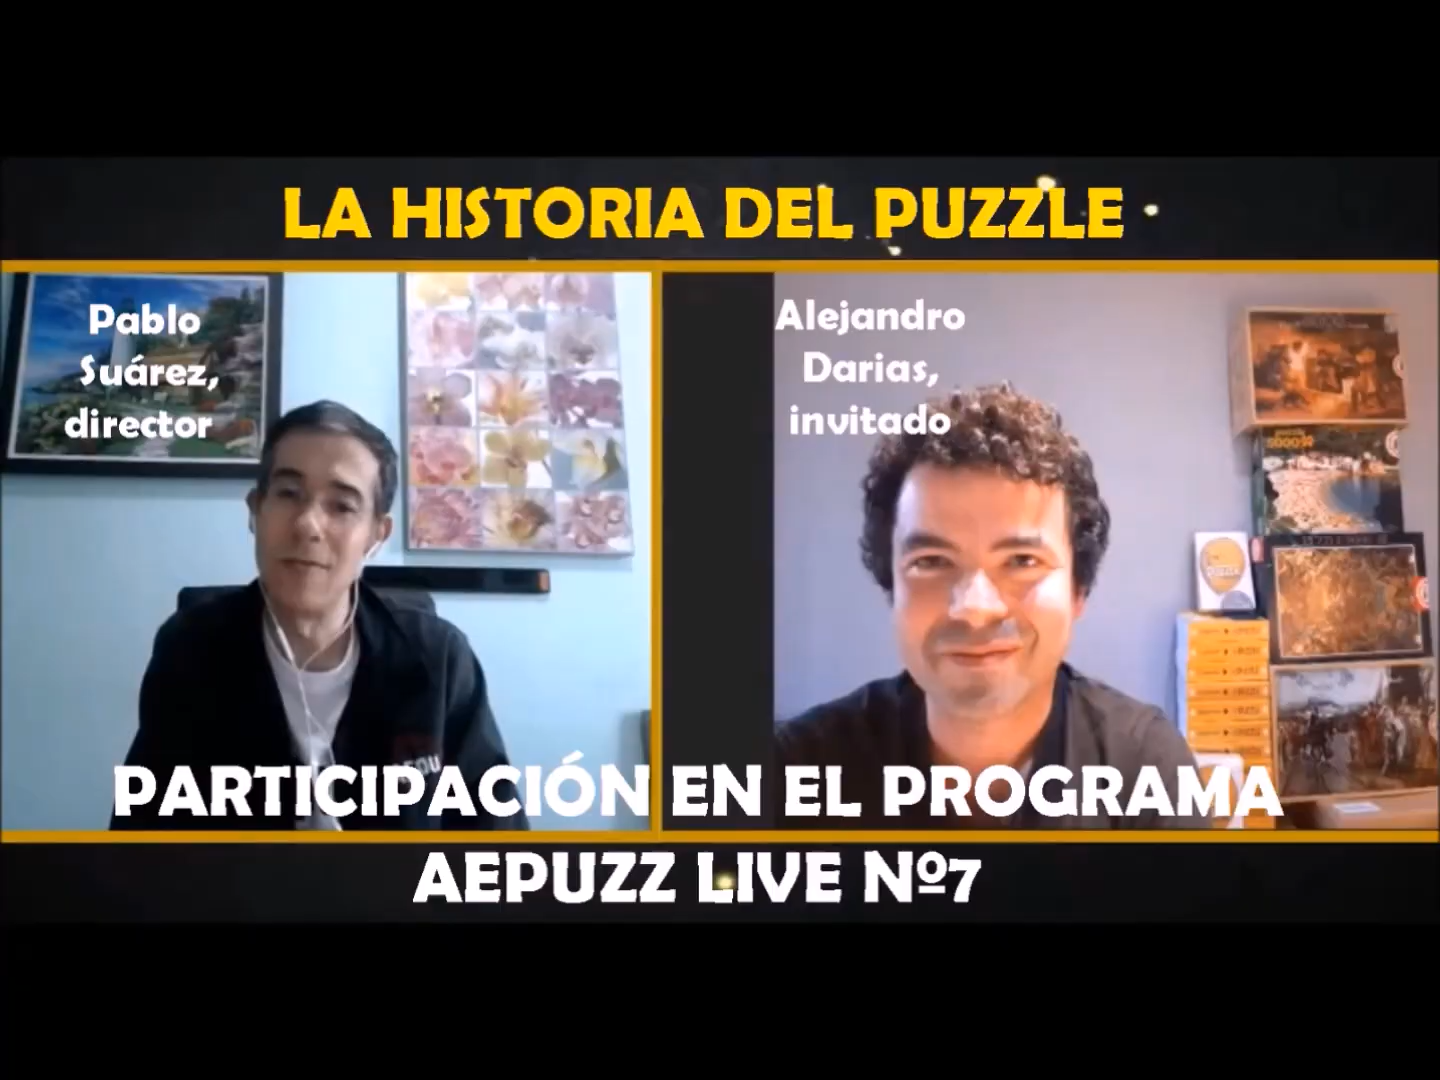 LA HISTORIA DEL PUZZLE
Pablo
Suárez,
director
Alejandro
Darias,
invitado
PARTICIPACIÓN EN EL PROGRAMA
AEPUZZ LIVE Nº7